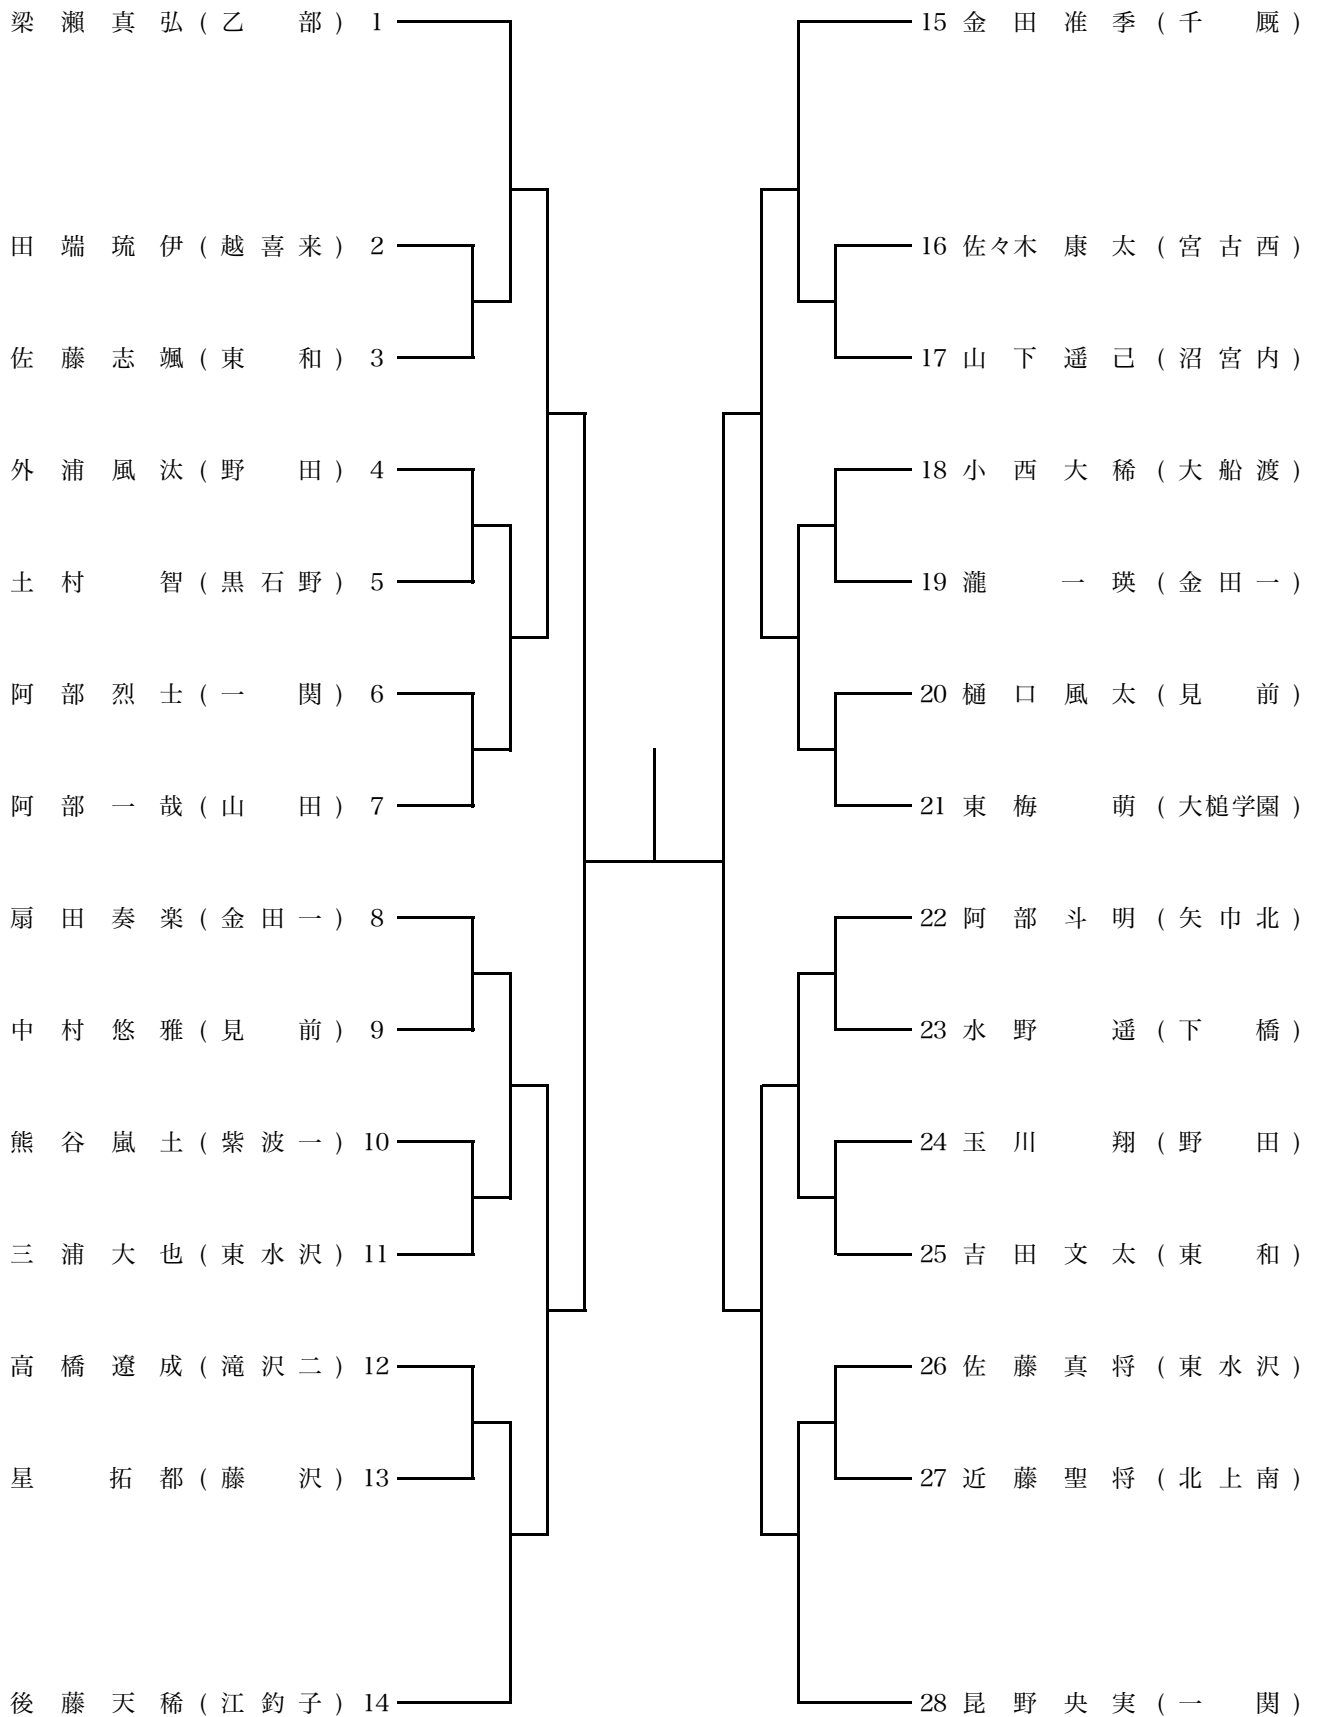 梁瀬真弘(乙部) 1
田端琉伊(越喜来) 2
佐藤志颯(東和) 3
外浦風汰(野田) 4
土村智(黒石野) 5
阿部烈士(一関) 6
阿部一哉(山田) 7
扇田奏楽(金田一) 8
中村悠雅(見前) 9
熊谷嵐士(紫波一) 10
三浦大也(東水沢) 11
高橋遼成(滝沢二) 12
星拓都(藤沢) 13
後藤天稀(江釣子) 14
15 金田准季(千厩)
16 佐々木康太(宮古西)
17 山下遥己(沼宮内)
18 小西大稀(大船渡)
19 瀧一瑛(金田一)
20 樋口風太(見前)
21 東梅萌(大槌学園)
22 阿部斗明(矢巾北)
23 水野遥(下橋)
24 玉川翔(野田)
25 吉田文太(東和)
26 佐藤真将(東水沢)
27 近藤聖将(北上南)
28 昆野央実(一関)